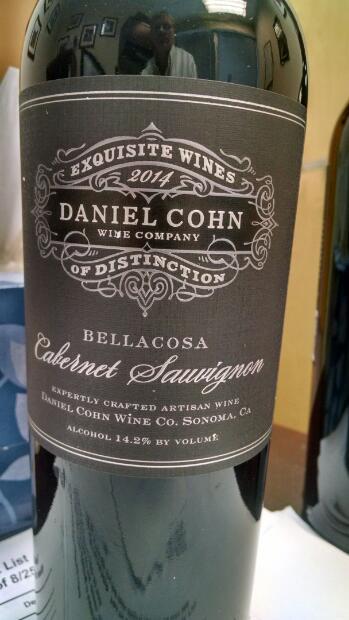 EXQUISITE WINES
2014
DANIEL COHN
WINE COMPANY
OF DISTINCTION
BELLACOSA
Cabernet Sauvignon
EXPERTLY CRAFTED ARTISAN WINE
DANIEL COHN WINE CO. SONOMA, CA
ALCOHOL 14.2% BY VOLUME
List
of 8/25
De